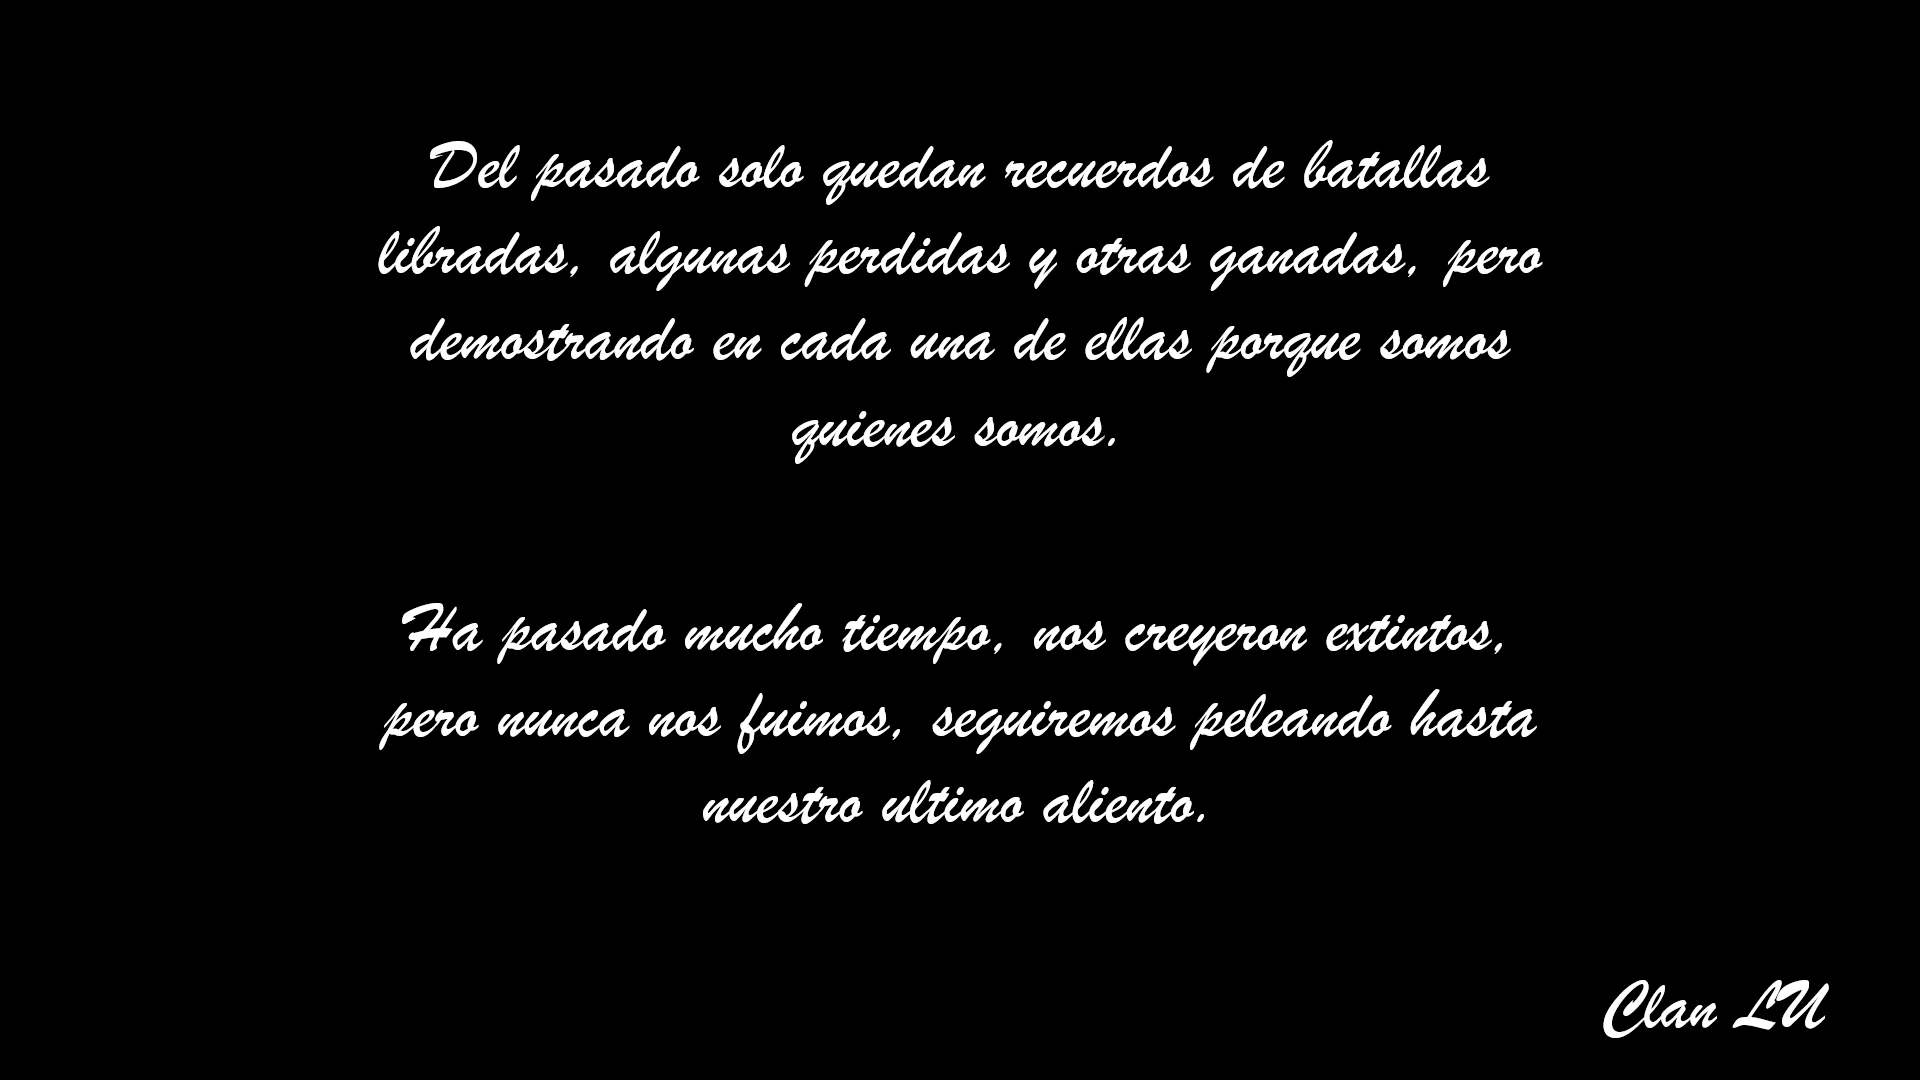 Del pasado solo quedan recuerdos de batallas
libradas, algunas perdidas y otras ganadas, pero
demostrando en cada una de ellas porque somos
quienes somos.
Ha pasado mucho tiempo, nos creyeron extintos,
pero nunca nos fuimos, seguiremos peleando hasta
nuestro ultimo aliento.
Clan LU